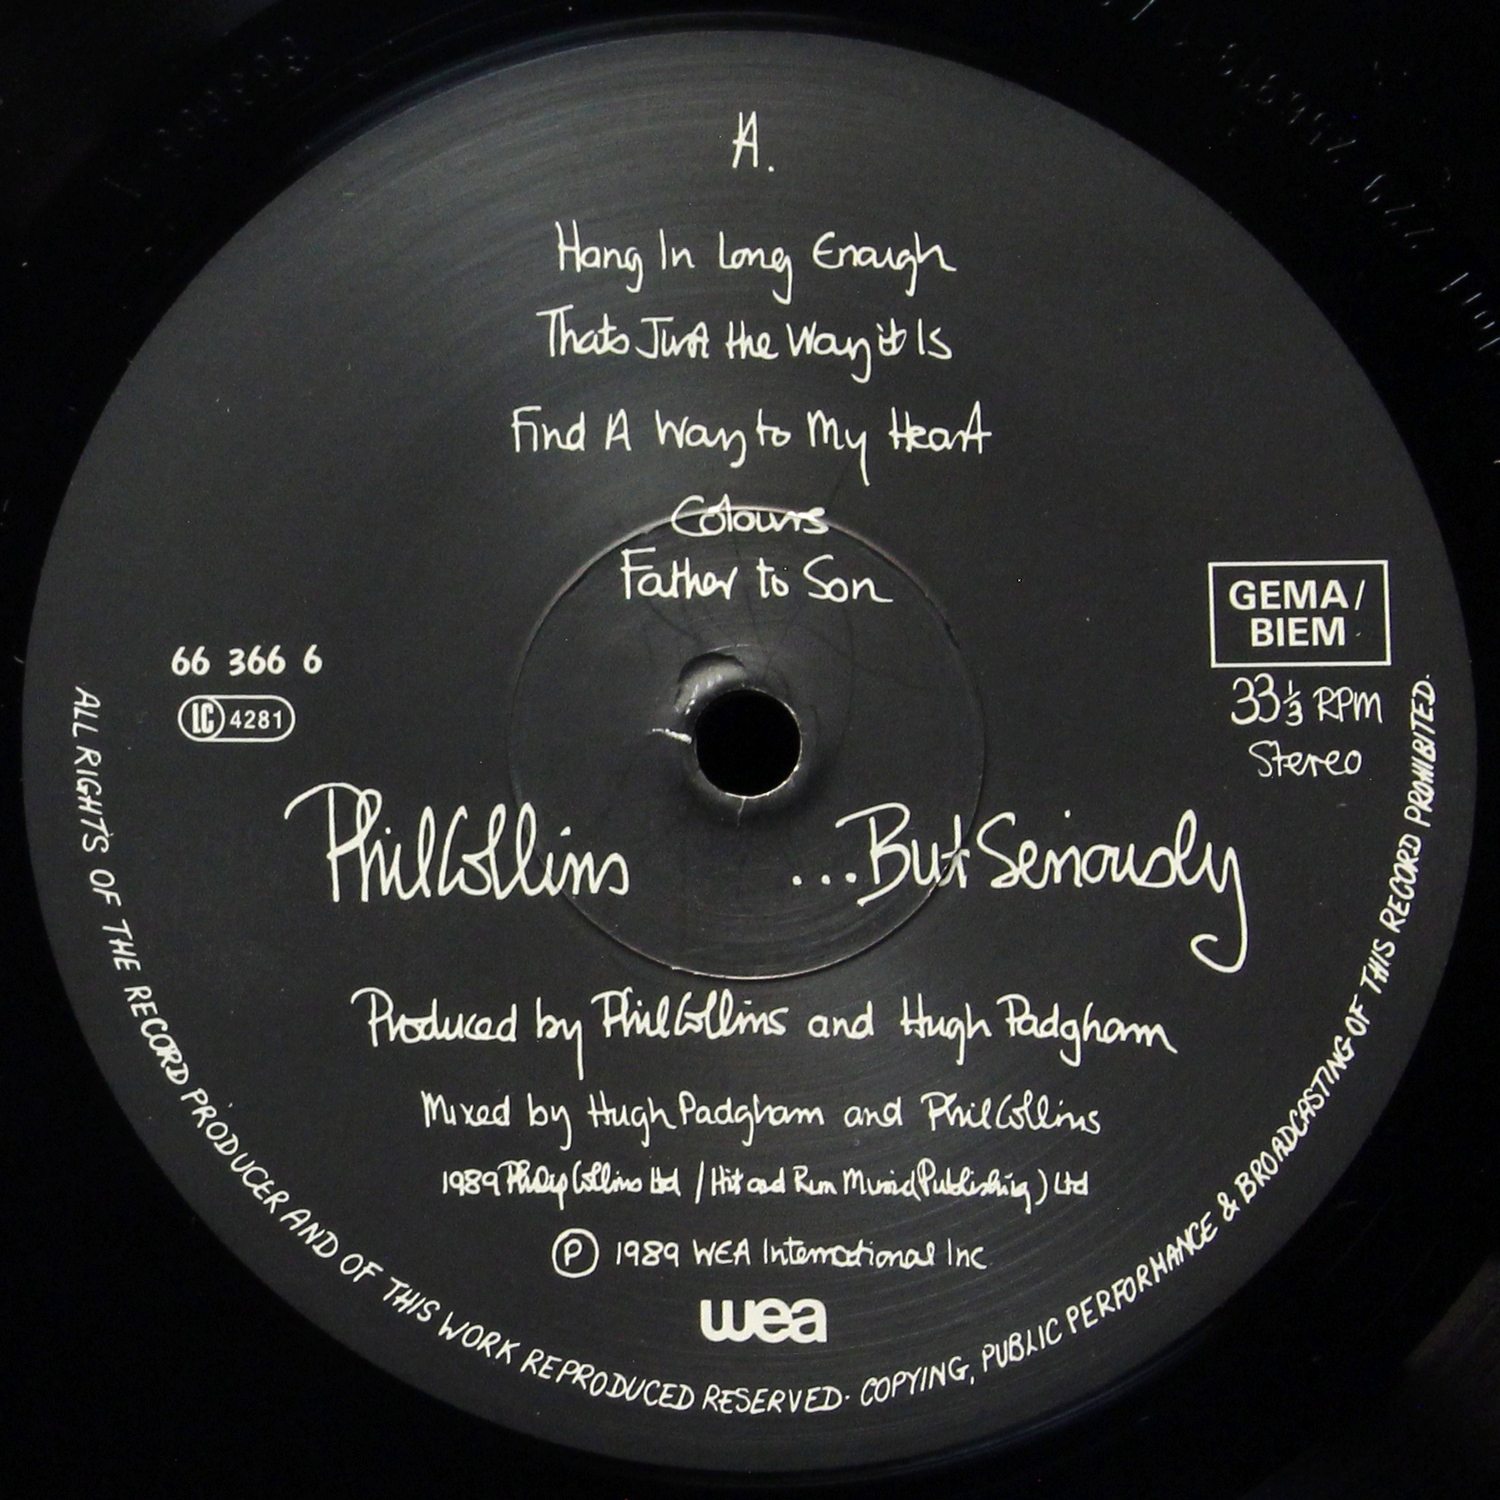 A.
Hang In Long Enough
Thats Just the Way it Is
Find A Way to My Heart
Colours
Father to Son
66 366 6
LC 4281
GEMA/
BIEM
33 1/3 RPM
Stereo
Phil Collins ...But Seriously
Produced by Phil Collins and Hugh Padgham
Mixed by Hugh Padgham and Phil Collins
1989 Philip Collins Ltd / Hit and Run Music (Publishing) Ltd
℗ 1989 WEA International Inc
wea
ALL RIGHTS OF THE RECORD PRODUCER AND OF THIS WORK REPRODUCED RESERVED. COPYING, PUBLIC PERFORMANCE & BROADCASTING OF THIS RECORD PROHIBITED.